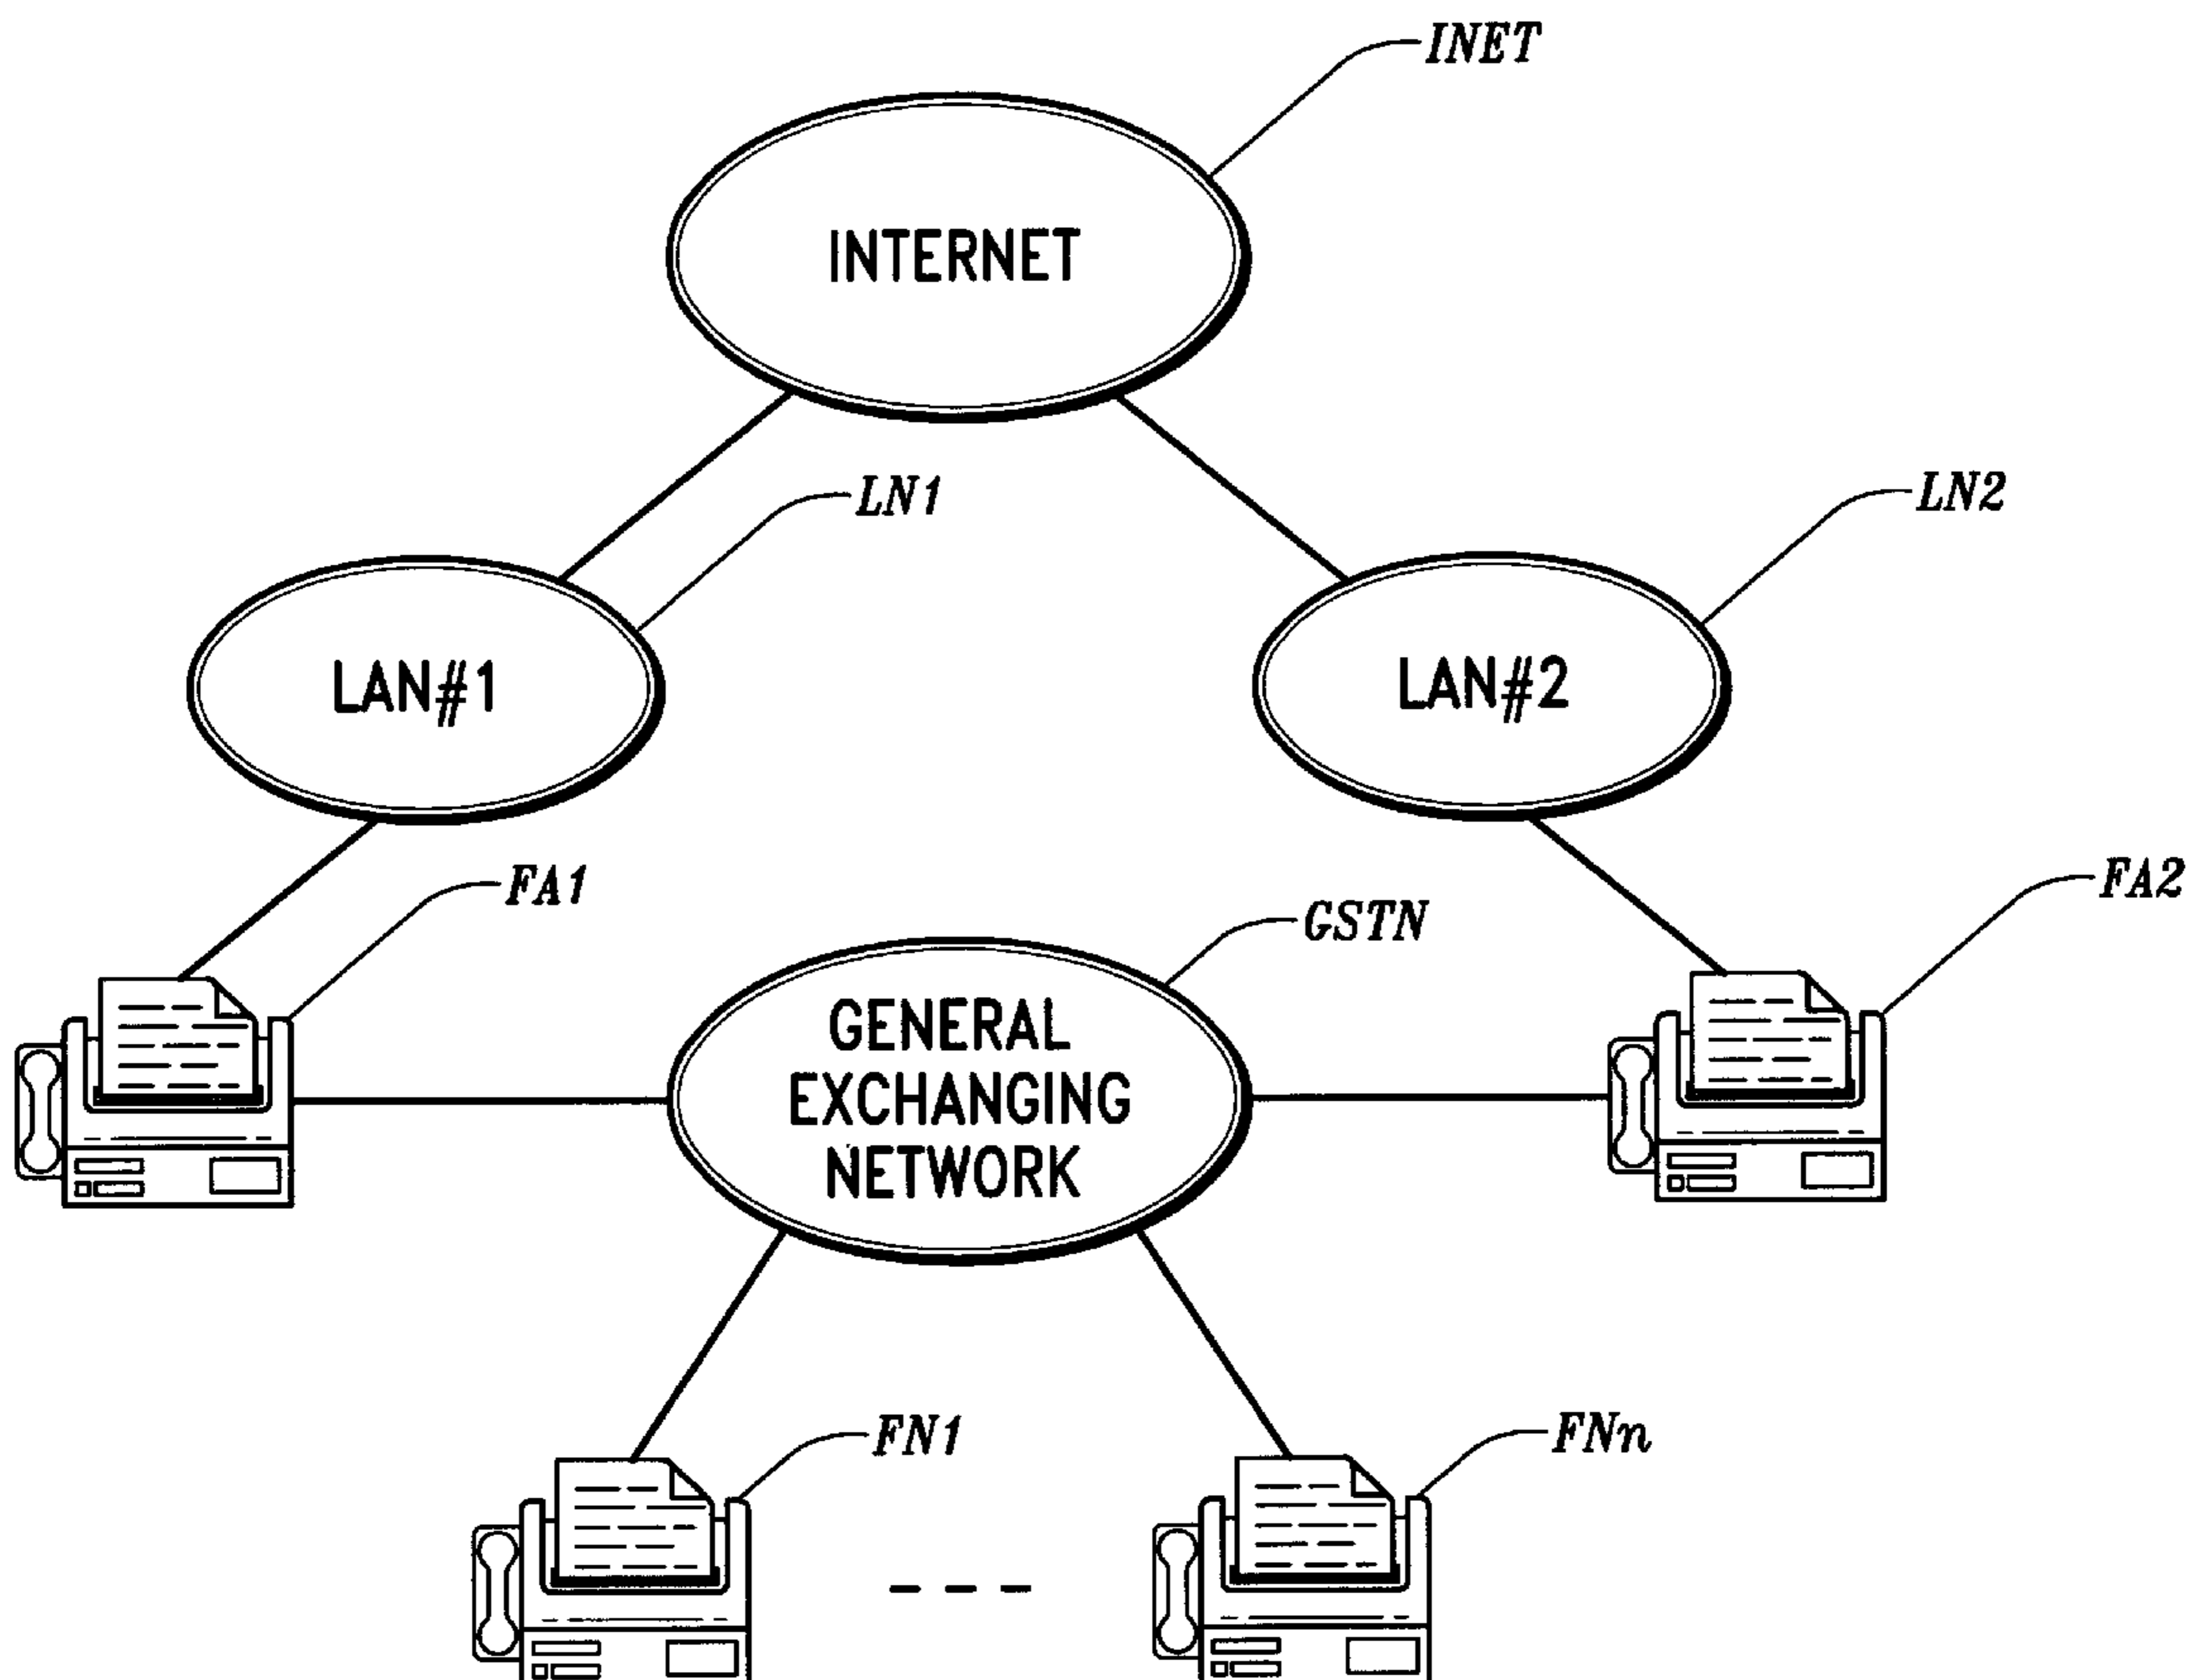 INET
INTERNET
LN1
LN2
LAN#1
LAN#2
FA1
FA2
GSTN
GENERAL
EXCHANGING
NETWORK
FN1
FNn